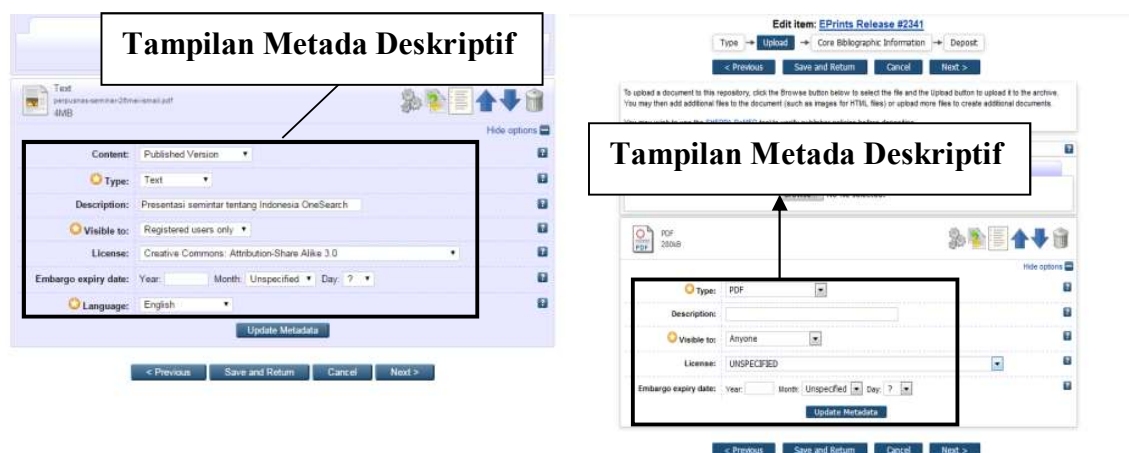 Tampilan Metada Deskriptif
Text
4MB
Hide options
Content: Published Version
Type: Text
Description: Presentasi semintar tentang Indonesia OneSearch
Visible to: Registered users only
License: Creative Commons: Attribution-Share Alike 3.0
Embargo expiry date: Year: Month: Unspecified Day: ?
Language: English
Update Metadata
< Previous Save and Return Cancel Next >
Edit item: EPrints Release #2341
Type Upload Core Bibliographic Information Deposit
< Previous Save and Return Cancel Next >
To upload a document to this repository, click the Browse button below to select the file and the Upload button to upload it to the archive.
You may then add additional files to the document (such as images for HTML files) or upload more files to create additional documents.
Tampilan Metada Deskriptif
PDF
PDF
Hide options
Type: PDF
Description:
Visible to: Anyone
License: UNSPECIFIED
Embargo expiry date: Year: Month: Unspecified Day: ?
Update Metadata
< Previous Save and Return Cancel Next >